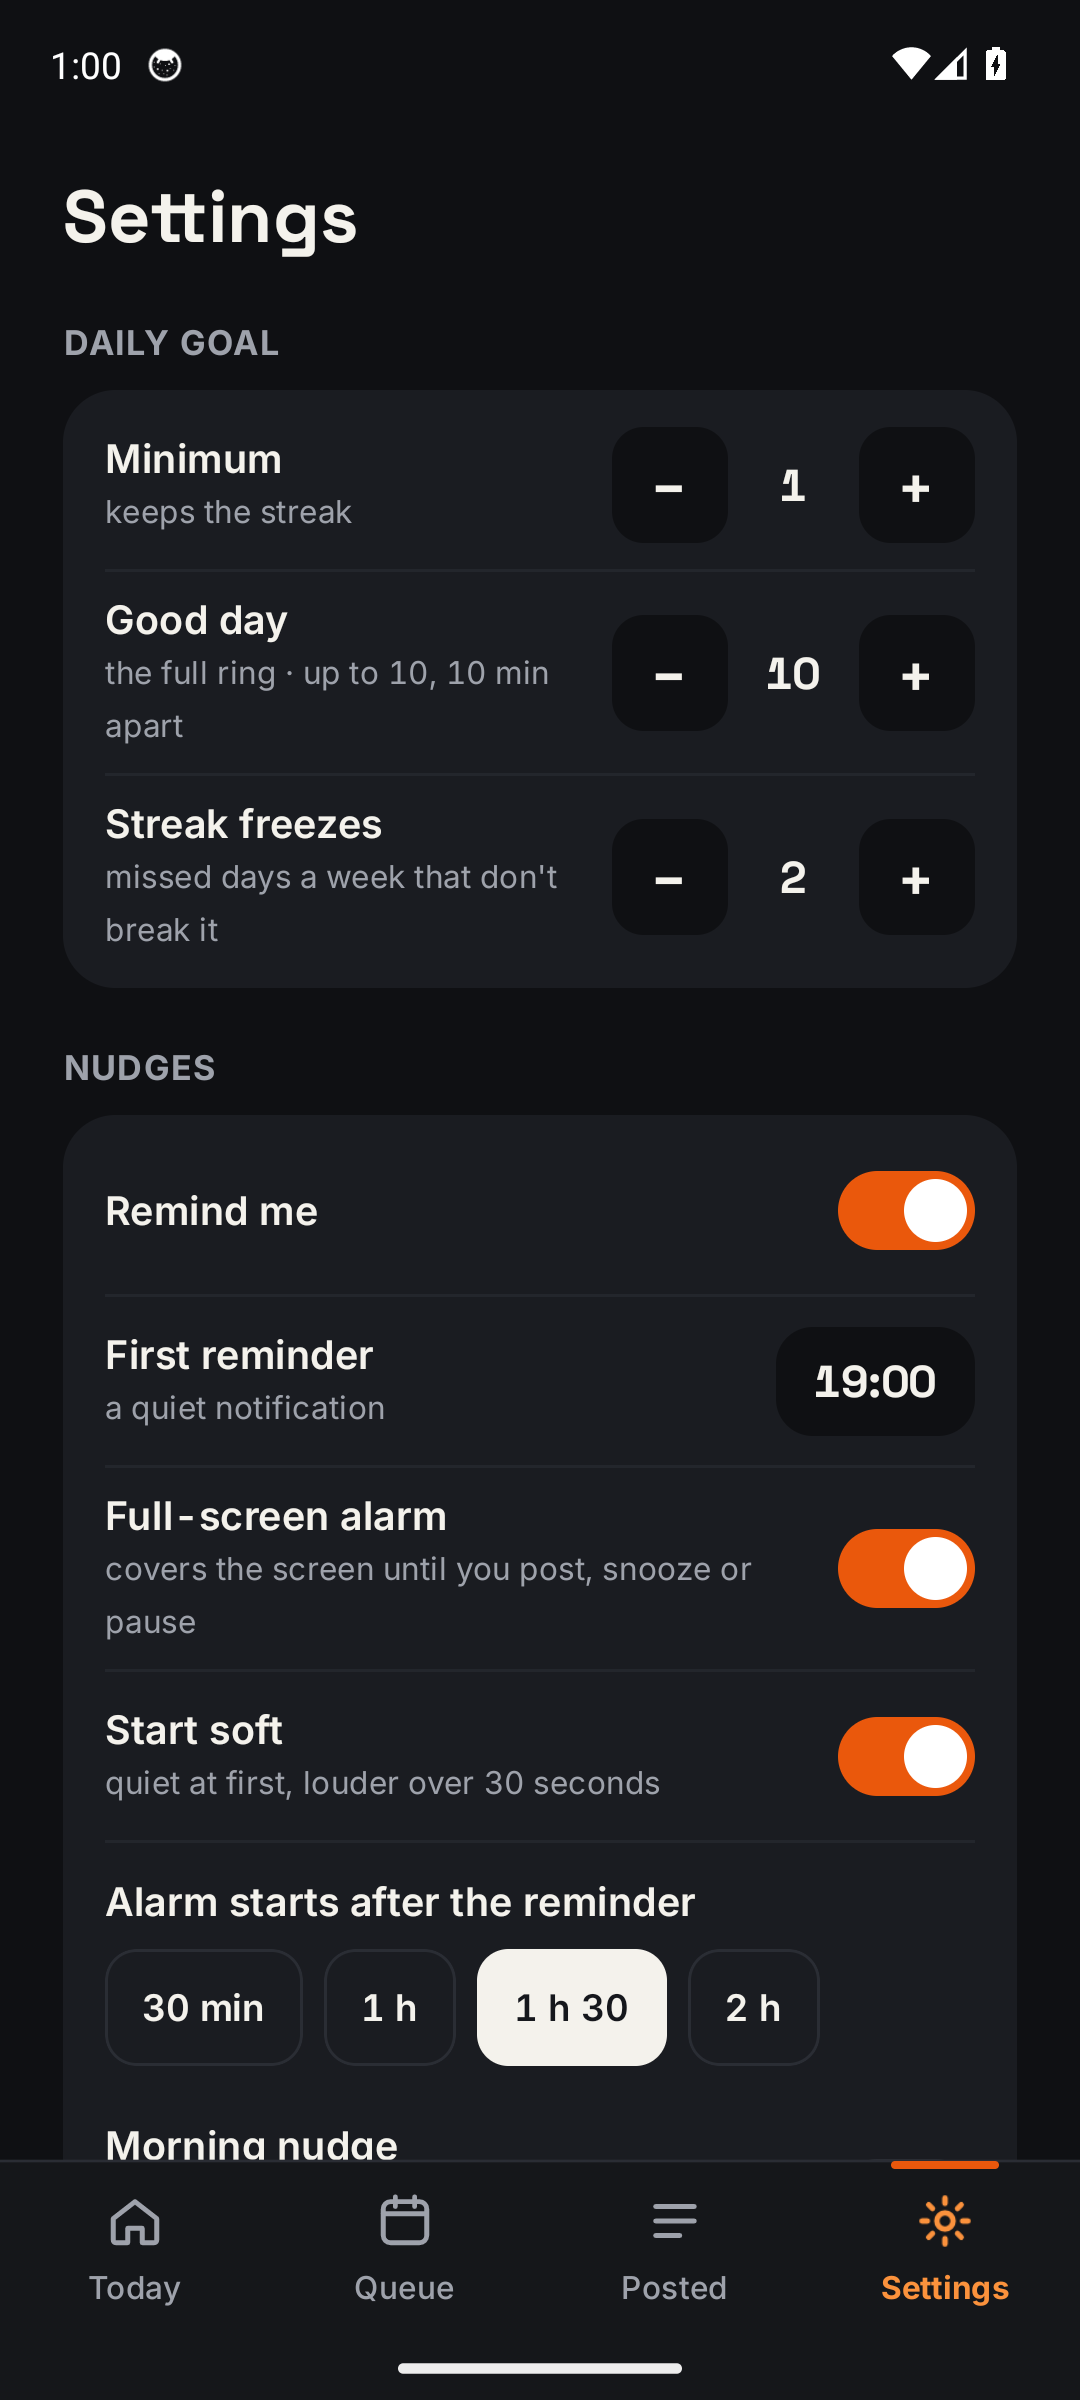 1:00
Settings
DAILY GOAL
Minimum
keeps the streak
− 1 +
Good day
the full ring · up to 10, 10 min
apart
− 10 +
Streak freezes
missed days a week that don't
break it
− 2 +
NUDGES
Remind me
First reminder
a quiet notification
19:00
Full-screen alarm
covers the screen until you post, snooze or
pause
Start soft
quiet at first, louder over 30 seconds
Alarm starts after the reminder
30 min 1 h 1 h 30 2 h
Morning nudge
Today Queue Posted Settings